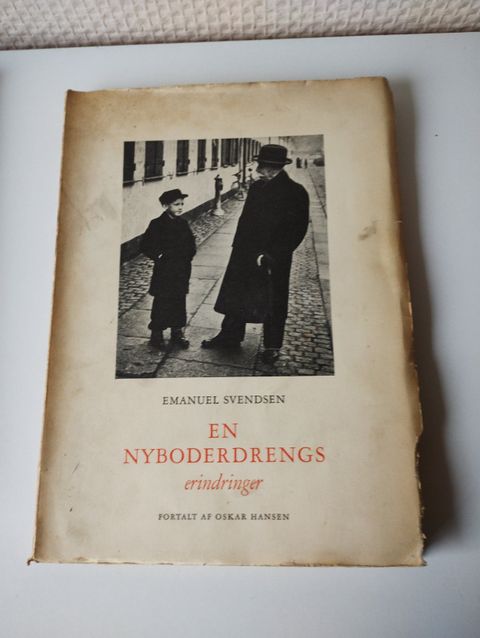 EMANUEL SVENDSEN
EN
NYBODERDRENGS
erindringer
FORTALT AF OSKAR HANSEN